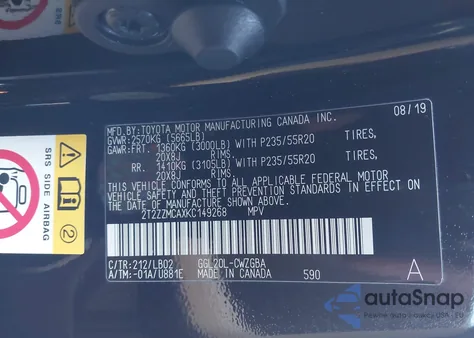 MFD.BY:TOYOTA MOTOR MANUFACTURING CANADA INC. 08/19
GVWR:2520KG (5665LB)
GAWR:FRT. 1360KG (3000LB) WITH P235/55R20 TIRES,
20X8J RIMS.
RR. 1410KG (3105LB) WITH P235/55R20 TIRES,
20X8J RIMS.
THIS VEHICLE CONFORMS TO ALL APPLICABLE FEDERAL MOTOR
VEHICLE SAFETY AND THEFT PREVENTION STANDARDS IN EFFECT
ON THE DATE OF MANUFACTURE SHOWN ABOVE.
2T2ZZMCAXKC149268 MPV
C/TR:212/LB02 GGL20L-CWZGBA
A/TM:-01A/U881E MADE IN CANADA 590 A
SRS SIDE AIRBAG
2
autoSnap